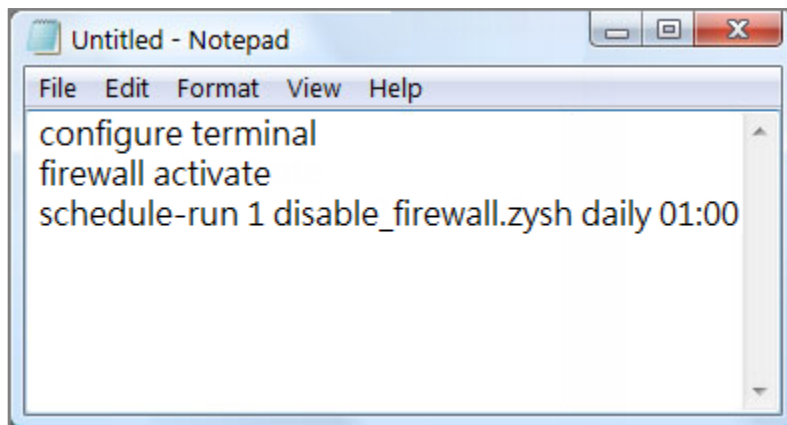 Untitled - Notepad
File Edit Format View Help
configure terminal
firewall activate
schedule-run 1 disable_firewall.zysh daily 01:00